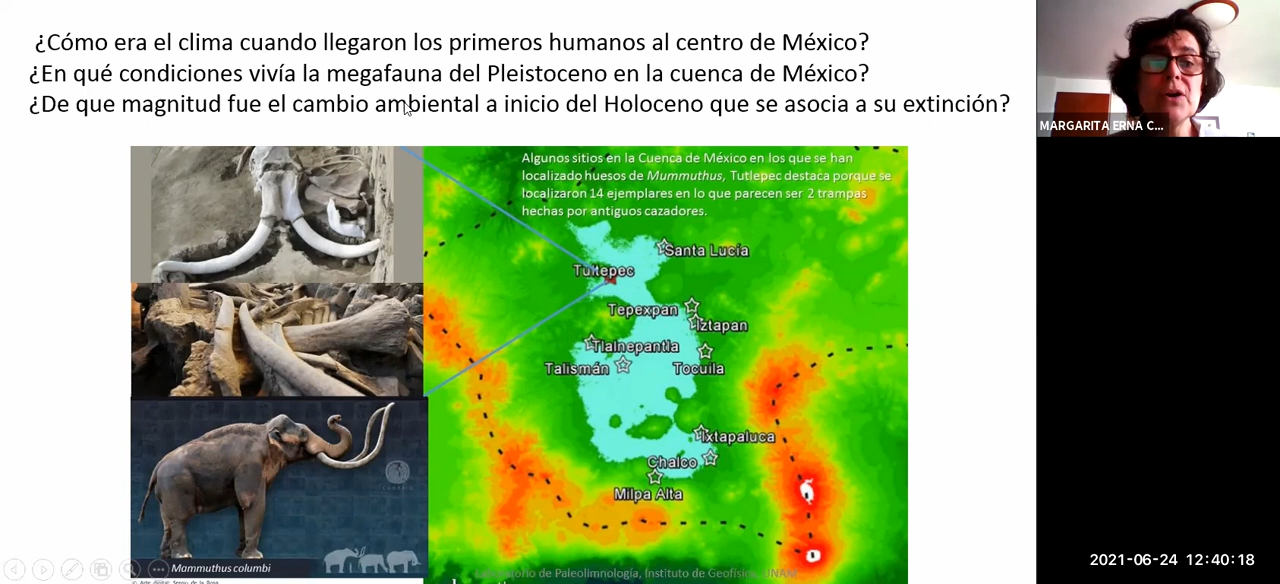 ¿Cómo era el clima cuando llegaron los primeros humanos al centro de México?
¿En qué condiciones vivía la megafauna del Pleistoceno en la cuenca de México?
¿De que magnitud fue el cambio ambiental a inicio del Holoceno que se asocia a su extinción?
MARGARITA ERNA C...
Algunos sitios en la Cuenca de México en los que se han
localizado huesos de Mummuthus, Tutlepec destaca porque se
localizaron 14 ejemplares en lo que parecen ser 2 trampas
hechas por antiguos cazadores.
Santa Lucía
Tultepec
Tepexpan
Iztapan
Tlalnepantla
Talismán
Tocuila
Ixtapaluca
Chalco
Milpa Alta
Mammuthus columbi
Laboratorio de Paleolimnología, Instituto de Geofísica, UNAM
2021-06-24 12:40:18